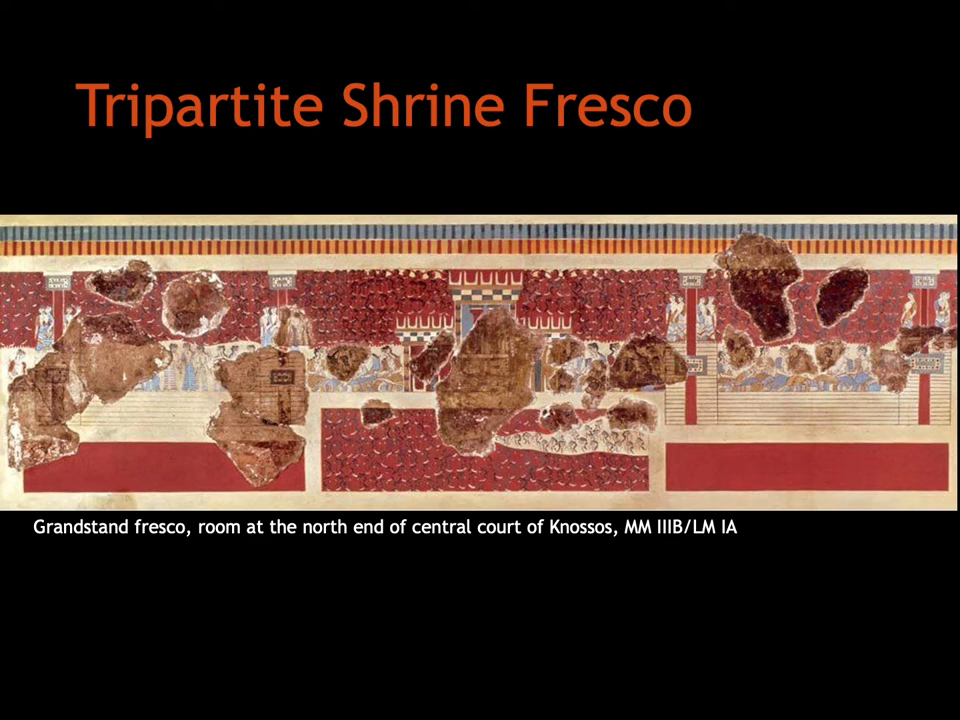 Tripartite Shrine Fresco
Grandstand fresco, room at the north end of central court of Knossos, MM IIIB/LM IA